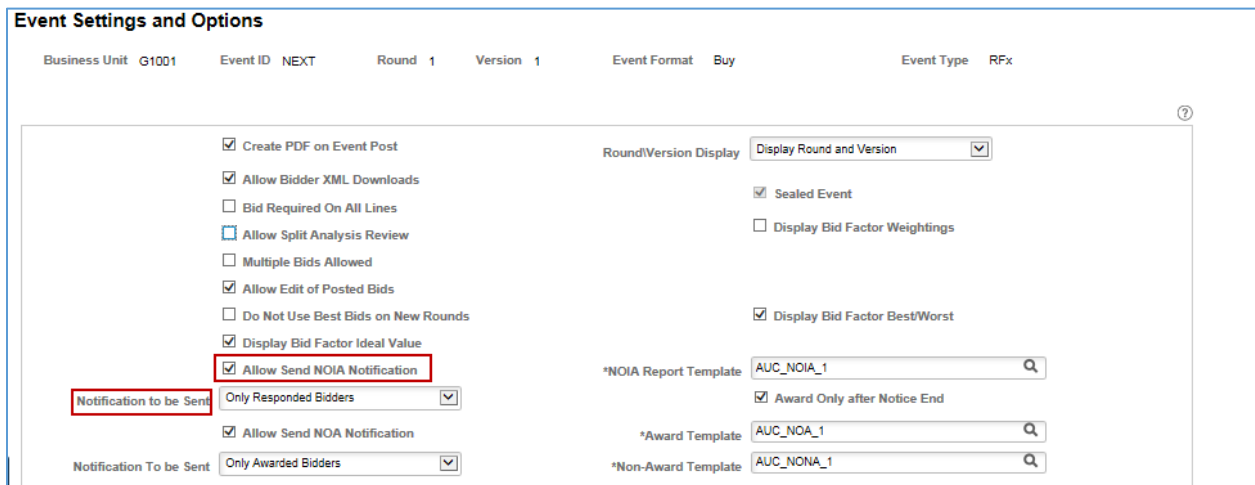 Event Settings and Options
Business Unit G1001 Event ID NEXT Round 1 Version 1 Event Format Buy Event Type RFx
?
Create PDF on Event Post
Round\Version Display Display Round and Version
Allow Bidder XML Downloads
Sealed Event
Bid Required On All Lines
Display Bid Factor Weightings
Allow Split Analysis Review
Multiple Bids Allowed
Allow Edit of Posted Bids
Do Not Use Best Bids on New Rounds
Display Bid Factor Best/Worst
Display Bid Factor Ideal Value
Allow Send NOIA Notification
*NOIA Report Template AUC_NOIA_1
Notification to be Sent Only Responded Bidders
Award Only after Notice End
Allow Send NOA Notification
*Award Template AUC_NOA_1
Notification To be Sent Only Awarded Bidders
*Non-Award Template AUC_NONA_1